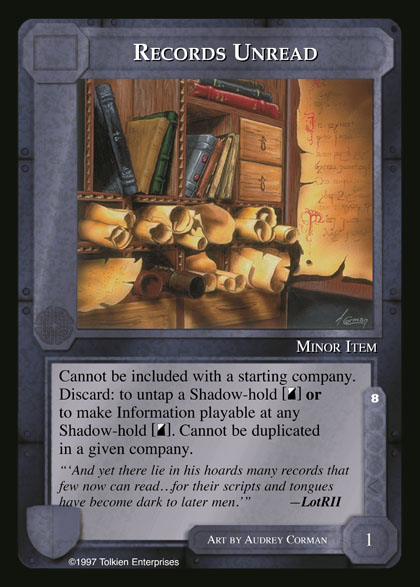 RECORDS UNREAD
A. Corman
MINOR ITEM
Cannot be included with a starting company.
Discard: to untap a Shadow-hold [] or
to make Information playable at any
Shadow-hold []. Cannot be duplicated
in a given company.
8
“‘And yet there lie in his hoards many records that
few now can read…for their scripts and tongues
have become dark to later men.’” —LotRII
ART BY AUDREY CORMAN
1
©1997 Tolkien Enterprises